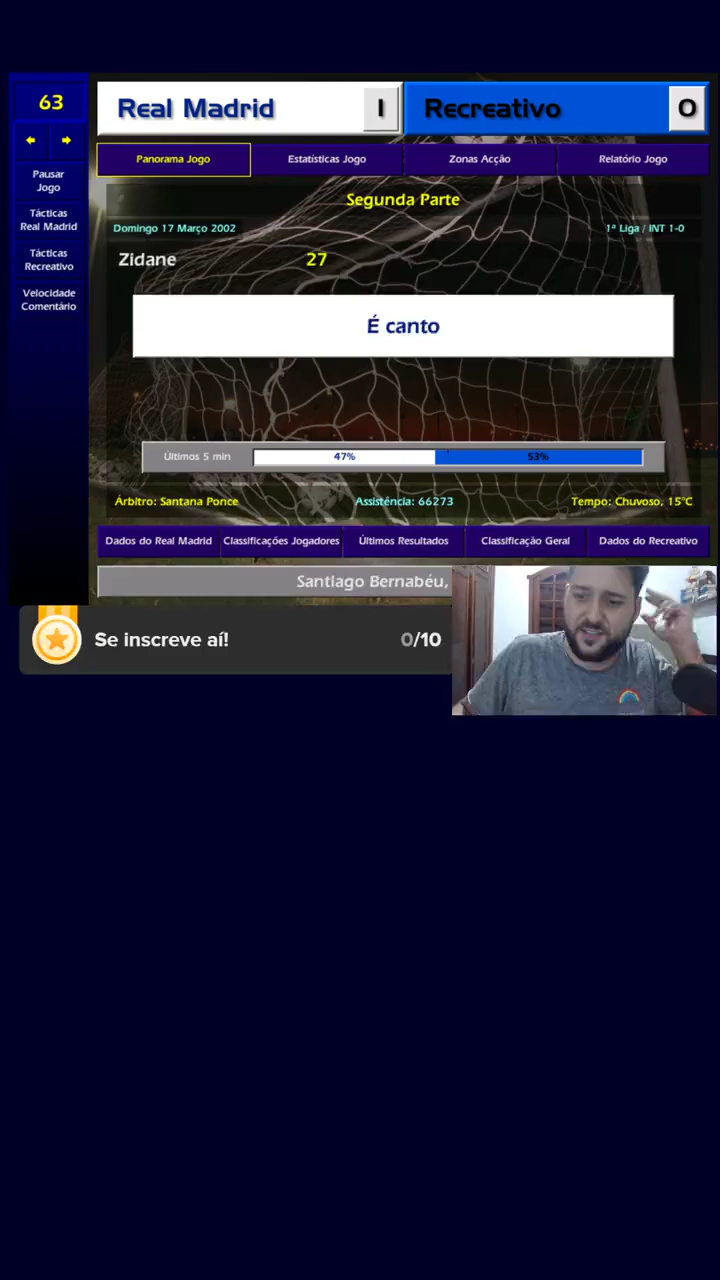 63
Real Madrid 1
Recreativo 0
Panorama Jogo
Estatísticas Jogo
Zonas Acção
Relatório Jogo
Pausar
Jogo
Tácticas
Real Madrid
Tácticas
Recreativo
Velocidade
Comentário
Segunda Parte
Domingo 17 Março 2002
1ª Liga / INT 1-0
Zidane 27
É canto
Últimos 5 min 47% 53%
Árbitro: Santana Ponce
Assistência: 66273
Tempo: Chuvoso, 15°C
Dados do Real Madrid
Classificações Jogadores
Últimos Resultados
Classificação Geral
Dados do Recreativo
Santiago Bernabéu,
Se inscreve aí! 0/10